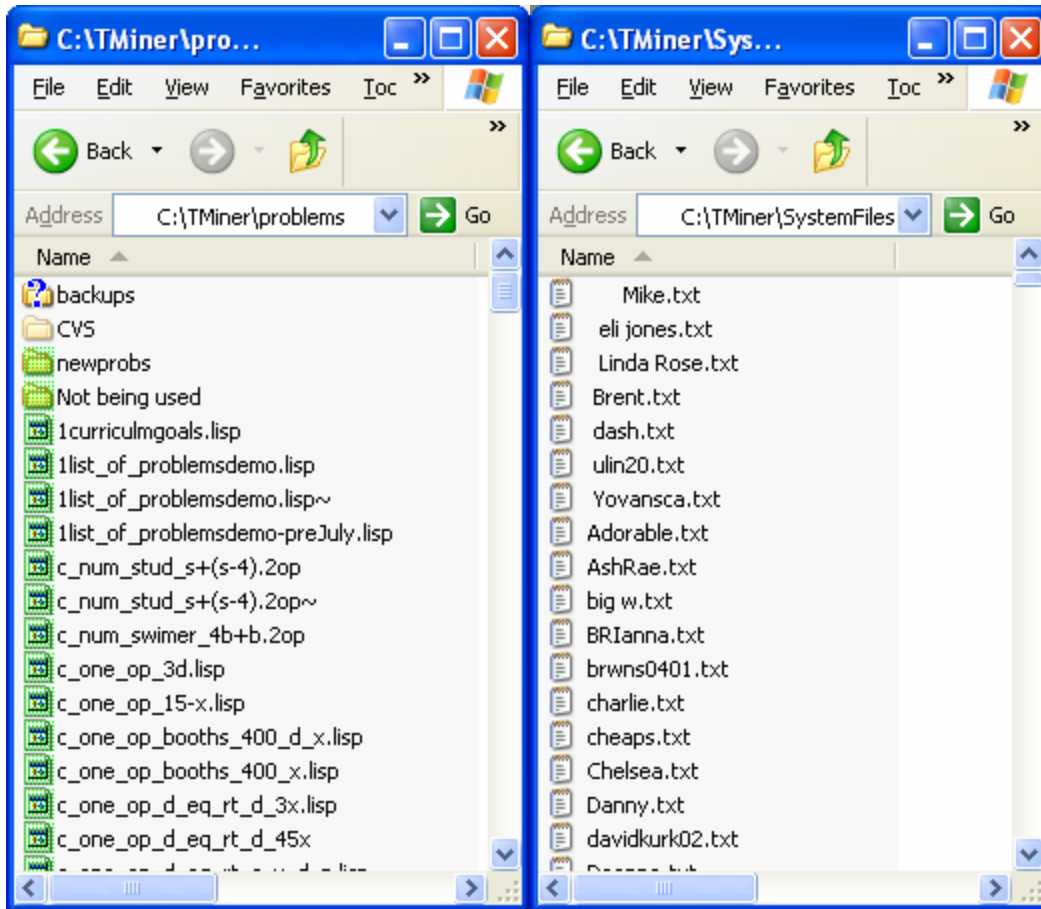 C:\TMiner\pro...
File Edit View Favorites Toc »
Back »
Address C:\TMiner\problems Go
Name
backups
CVS
newprobs
Not being used
1curriculmgoals.lisp
1list_of_problemsdemo.lisp
1list_of_problemsdemo.lisp~
1list_of_problemsdemo-preJuly.lisp
c_num_stud_s+(s-4).2op
c_num_stud_s+(s-4).2op~
c_num_swimer_4b+b.2op
c_one_op_3d.lisp
c_one_op_15-x.lisp
c_one_op_booths_400_d_x.lisp
c_one_op_booths_400_x.lisp
c_one_op_d_eq_rt_d_3x.lisp
c_one_op_d_eq_rt_d_45x
C:\TMiner\Sys...
File Edit View Favorites Toc »
Back »
Address C:\TMiner\SystemFiles Go
Name
Mike.txt
eli jones.txt
Linda Rose.txt
Brent.txt
dash.txt
ulin20.txt
Yovansca.txt
Adorable.txt
AshRae.txt
big w.txt
BRIanna.txt
brwns0401.txt
charlie.txt
cheaps.txt
Chelsea.txt
Danny.txt
davidkurk02.txt